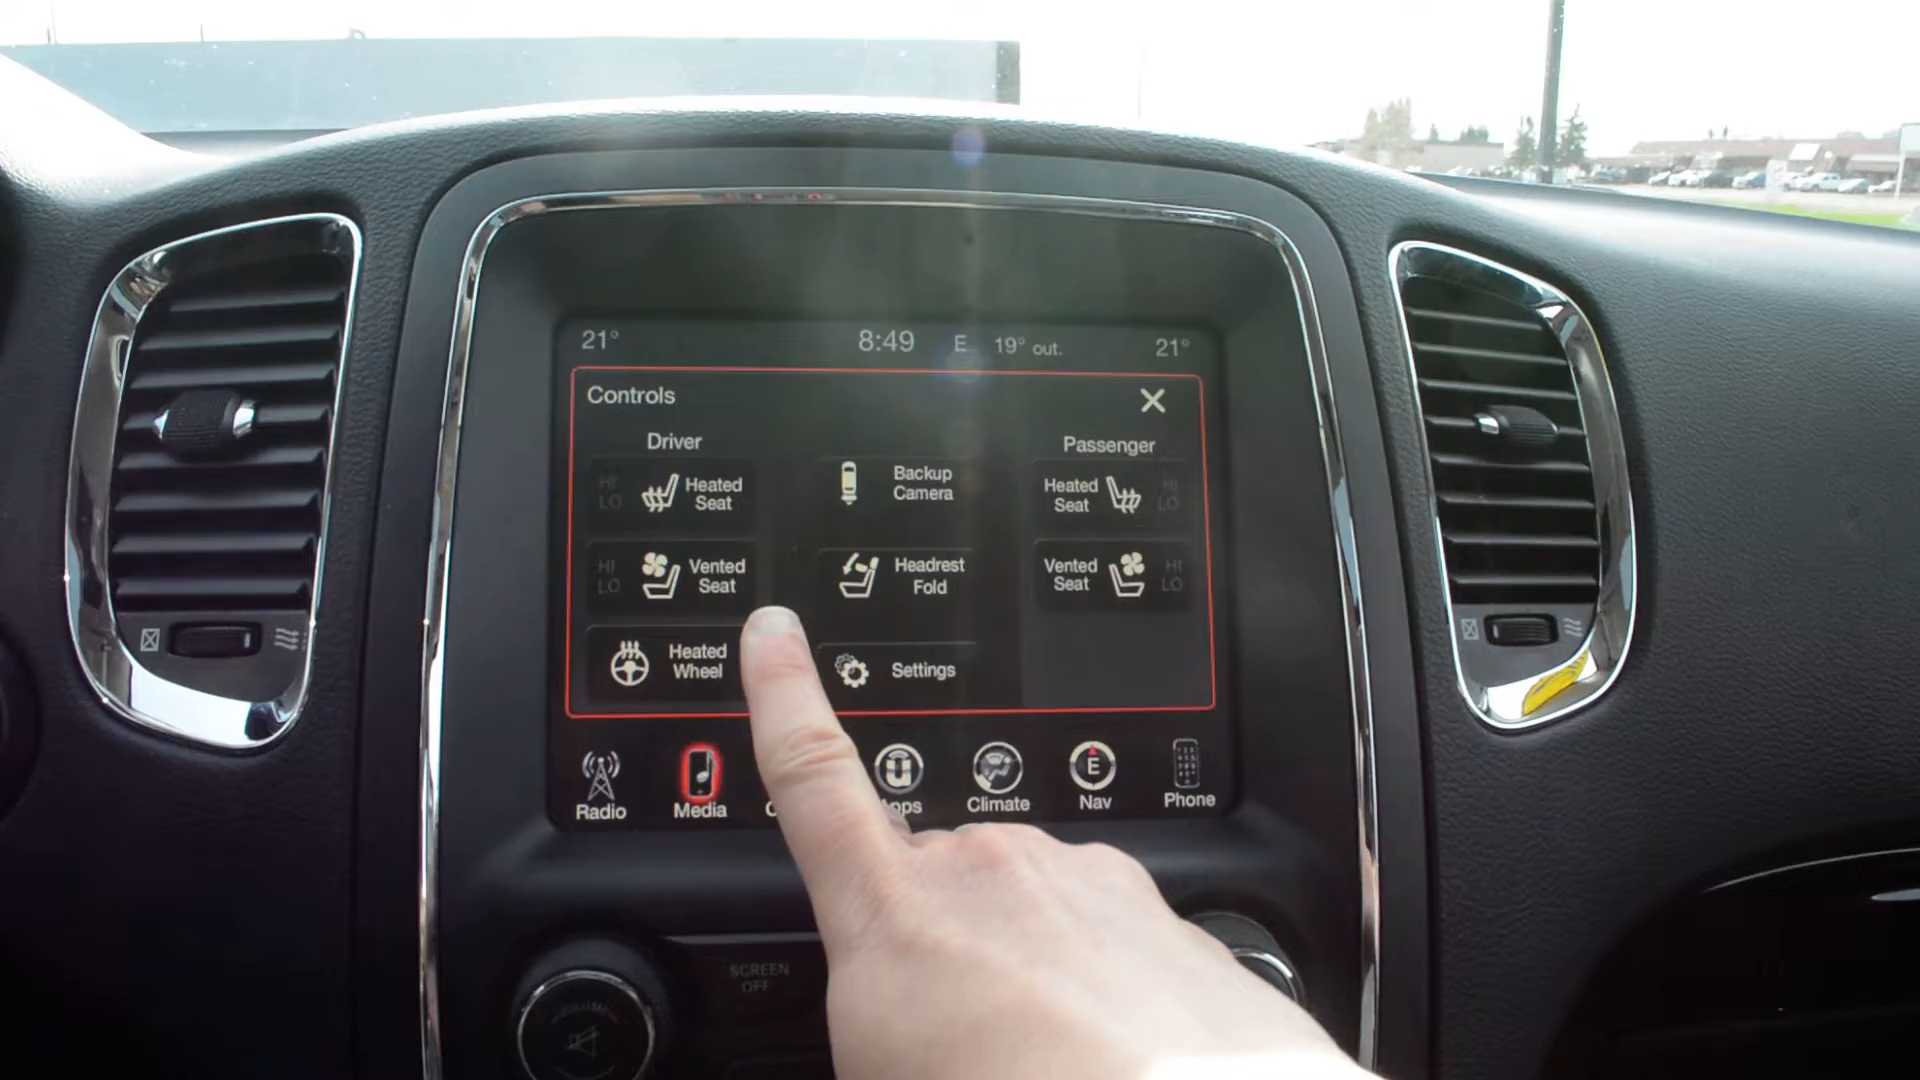 21° 8:49 E 19° out. 21°
Controls
Driver
Passenger
HI
LO
Heated
Seat
Backup
Camera
Heated
Seat
HI
LO
HI
LO
Vented
Seat
Headrest
Fold
Vented
Seat
HI
LO
Heated
Wheel
Settings
Radio
Media
Climate
E
Nav
Phone
SCREEN
OFF